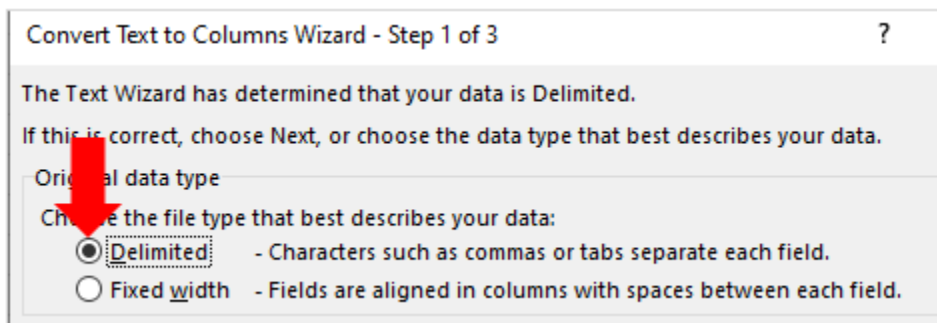 Convert Text to Columns Wizard - Step 1 of 3 ?
The Text Wizard has determined that your data is Delimited.
If this is correct, choose Next, or choose the data type that best describes your data.
Original data type
Choose the file type that best describes your data:
Delimited - Characters such as commas or tabs separate each field.
Fixed width - Fields are aligned in columns with spaces between each field.